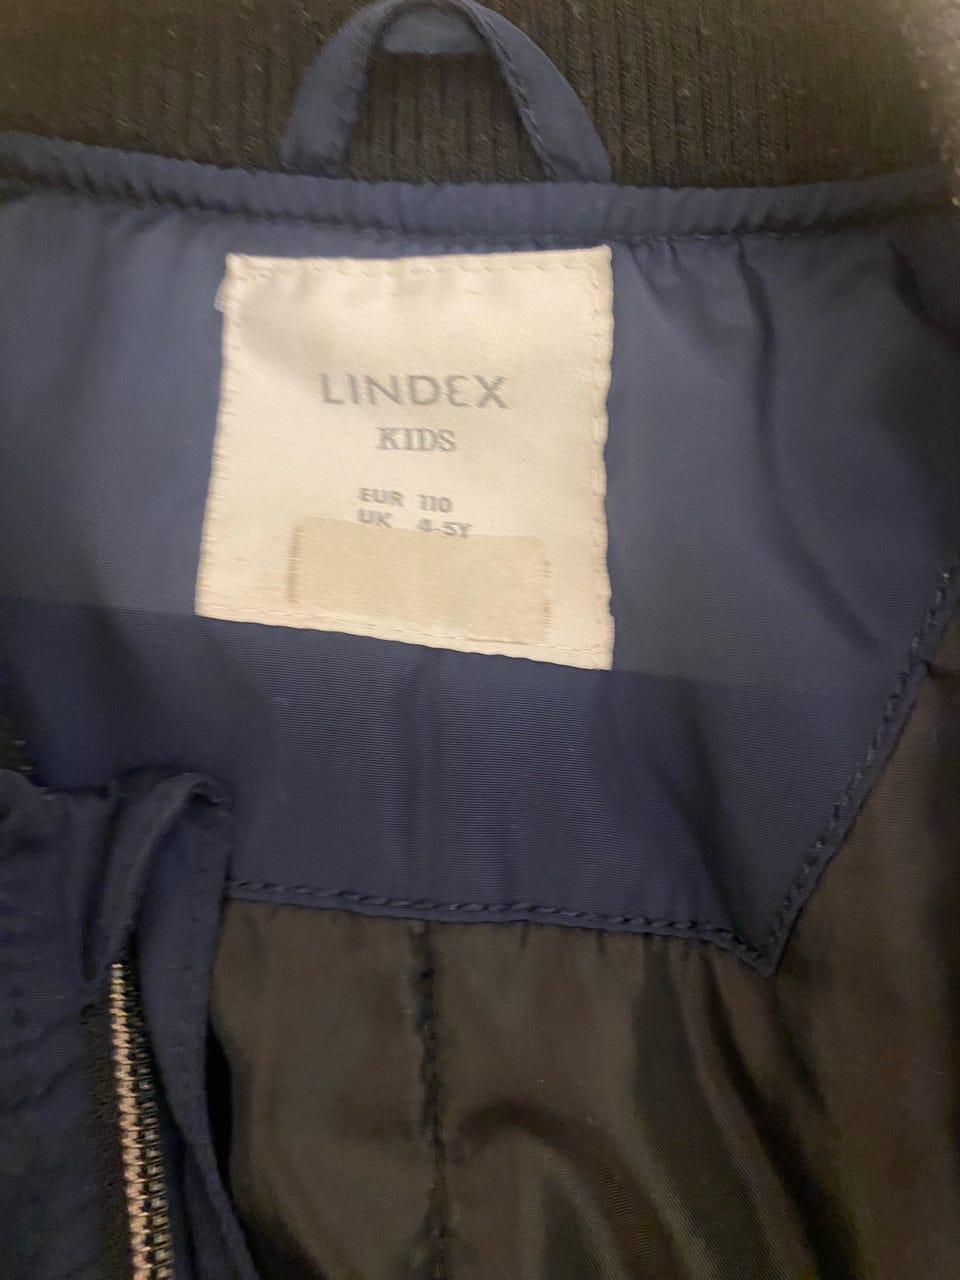 LINDEX
KIDS
EUR 110
UK 4-5Y